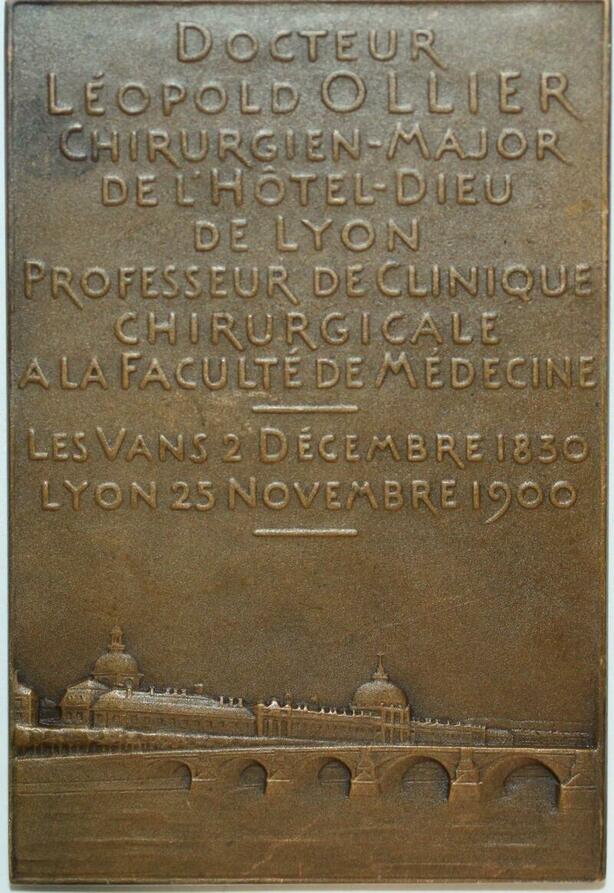 DOCTEUR
LÉOPOLD OLLIER
CHIRURGIEN-MAJOR
DE L'HÔTEL-DIEU
DE LYON
PROFESSEUR DE CLINIQUE
CHIRURGICALE
A LA FACULTÉ DE MÉDECINE
LES VANS 2 DÉCEMBRE 1830
LYON 25 NOVEMBRE 1900